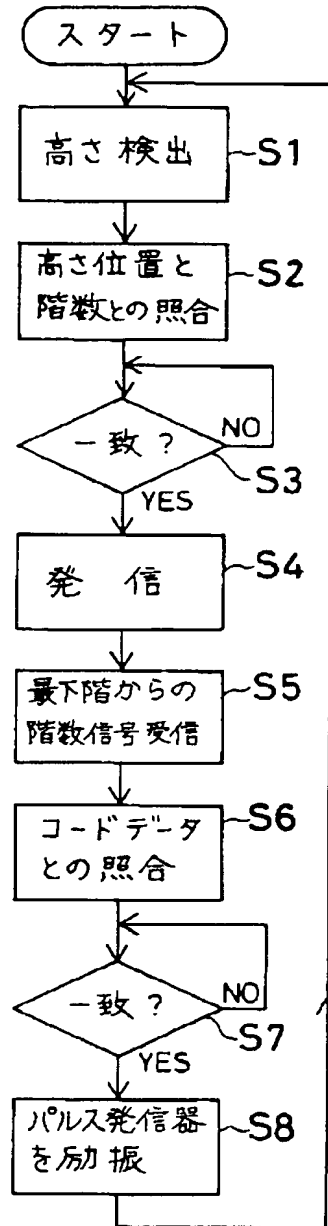 スタート
高さ検出
S1
高さ位置と
階数との照合
S2
一致?
NO
S3
YES
発信
S4
最下階からの
階数信号受信
S5
コードデータ
との照合
S6
一致?
NO
S7
YES
パルス発信器
を励振
S8